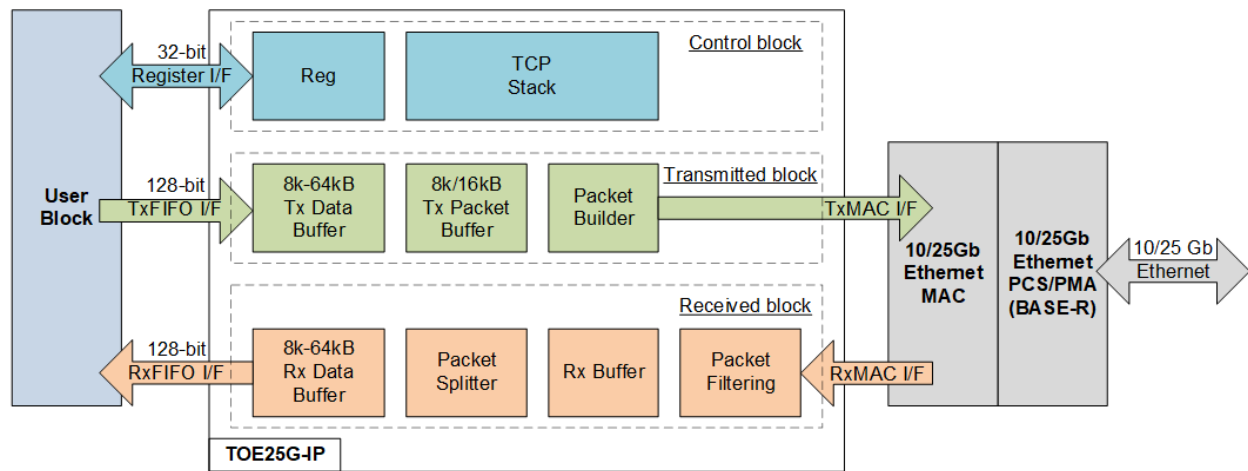 User
Block
32-bit
Register I/F
Control block
Reg
TCP
Stack
128-bit
TxFIFO I/F
Transmitted block
8k-64kB
Tx Data
Buffer
8k/16kB
Tx Packet
Buffer
Packet
Builder
TxMAC I/F
Received block
128-bit
RxFIFO I/F
8k-64kB
Rx Data
Buffer
Packet
Splitter
Rx Buffer
Packet
Filtering
RxMAC I/F
TOE25G-IP
10/25Gb
Ethernet
MAC
10/25Gb
Ethernet
PCS/PMA
(BASE-R)
10/25 Gb
Ethernet